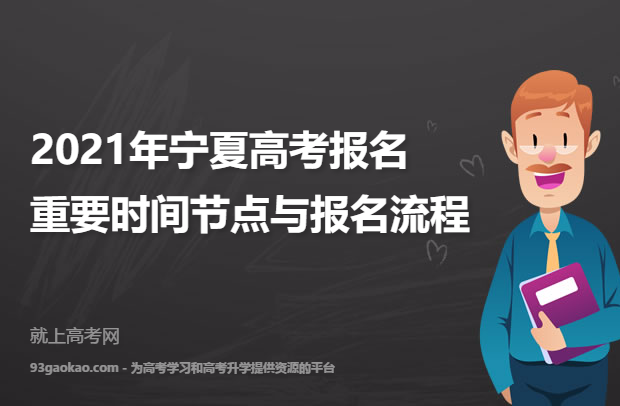 2021年宁夏高考报名
重要时间节点与报名流程
就上高考网
93gaokao.com - 为高考学习和高考升学提供资源的平台